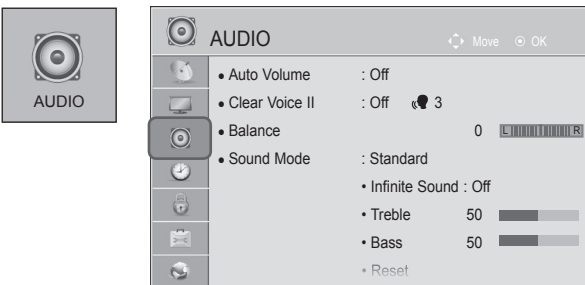 AUDIO
AUDIO
Move OK
• Auto Volume : Off
• Clear Voice II : Off 3
• Balance 0 L R
• Sound Mode : Standard
• Infinite Sound : Off
• Treble 50
• Bass 50
• Reset